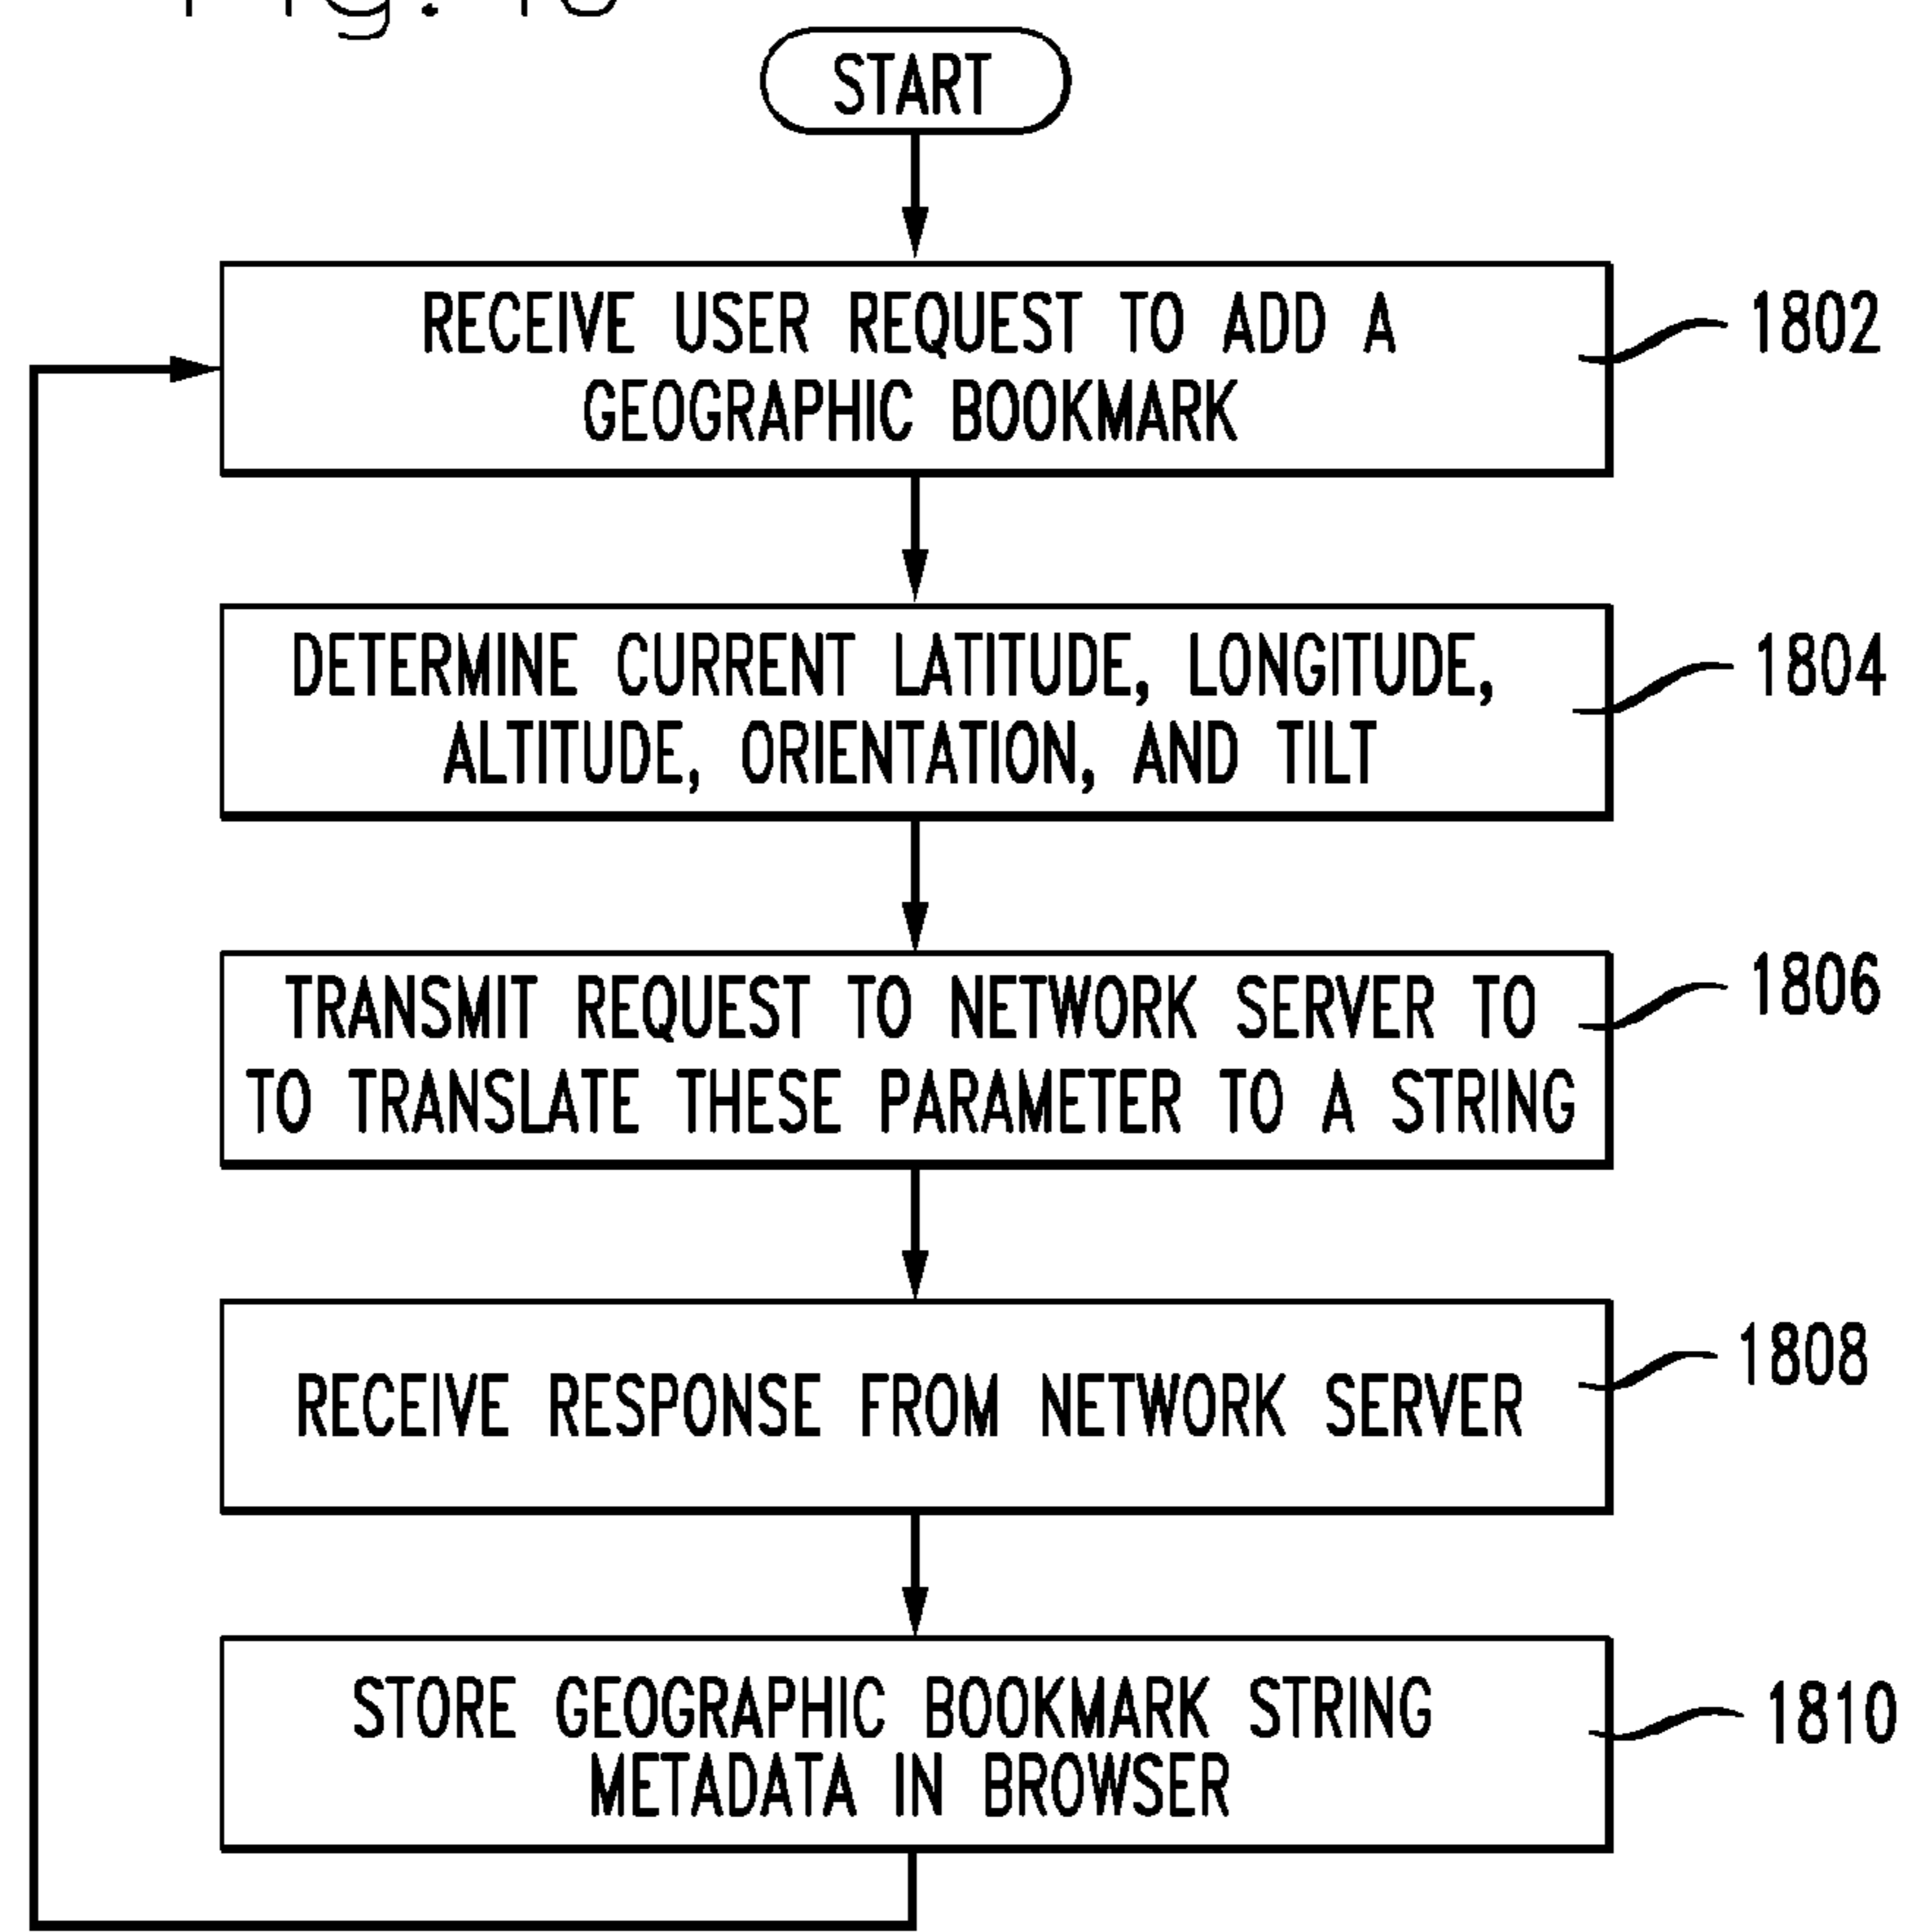 START
RECEIVE USER REQUEST TO ADD A
GEOGRAPHIC BOOKMARK
1802
DETERMINE CURRENT LATITUDE, LONGITUDE,
ALTITUDE, ORIENTATION, AND TILT
1804
TRANSMIT REQUEST TO NETWORK SERVER TO
TO TRANSLATE THESE PARAMETER TO A STRING
1806
RECEIVE RESPONSE FROM NETWORK SERVER
1808
STORE GEOGRAPHIC BOOKMARK STRING
METADATA IN BROWSER
1810